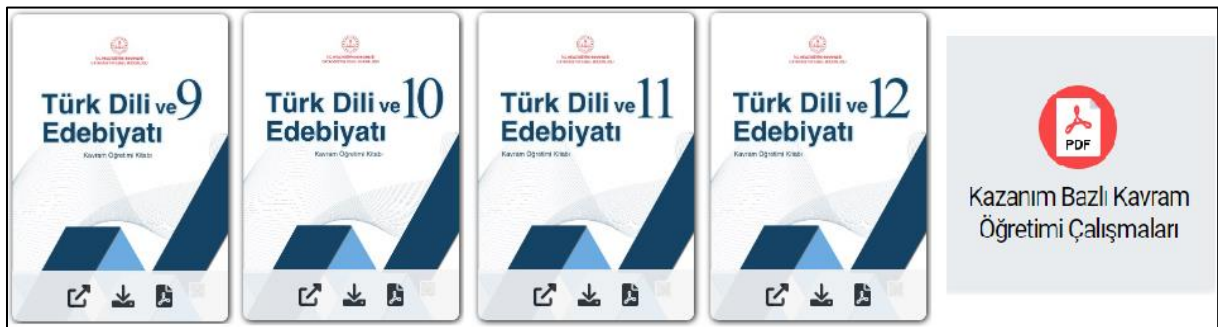 Türk Dili ve 9
Edebiyatı
Kavram Öğretimi Kitabı
Türk Dili ve 10
Edebiyatı
Kavram Öğretimi Kitabı
Türk Dili ve 11
Edebiyatı
Kavram Öğretimi Kitabı
Türk Dili ve 12
Edebiyatı
Kavram Öğretimi Kitabı
PDF
Kazanım Bazlı Kavram
Öğretimi Çalışmaları